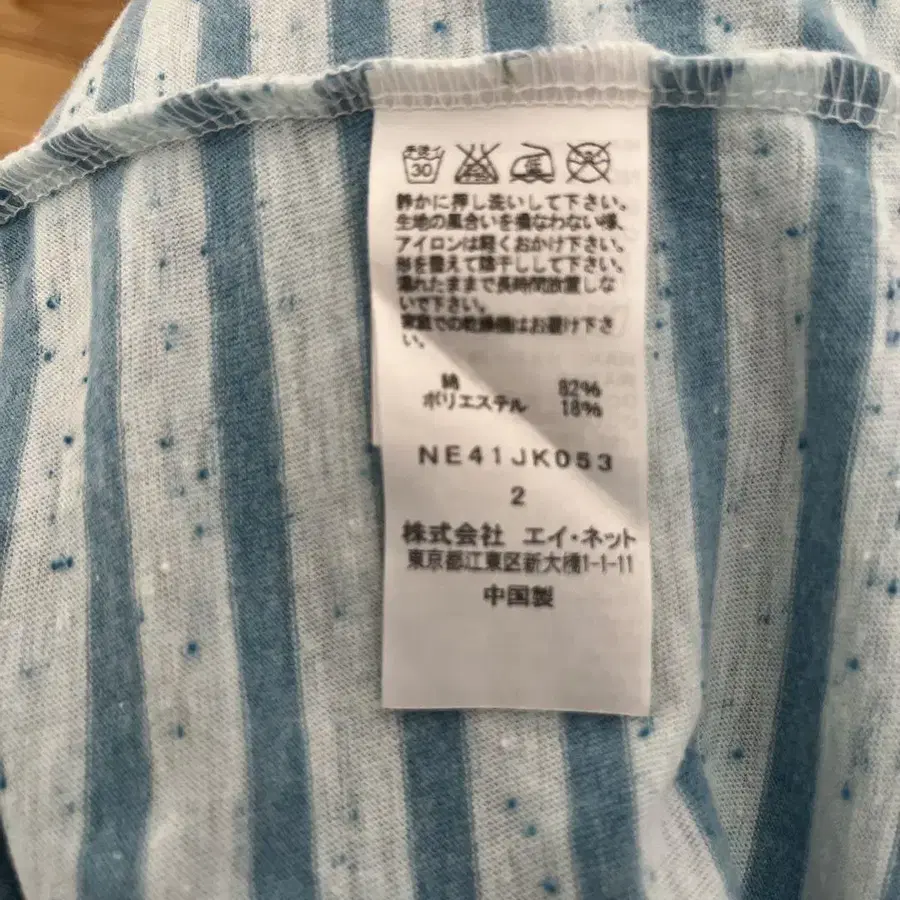 手洗イ
30
静かに押し洗いして下さい。
生地の風合いを損なわない様、
アイロンは軽くおかけ下さい。
形を整えて陰干しして下さい。
濡れたままで長時間放置しな
いで下さい。
家庭での乾燥機はお避け下さ
い。
綿 82%
ポリエステル 18%
NE41JK053
2
株式会社 エイ・ネット
東京都江東区新大橋1-1-11
中国製